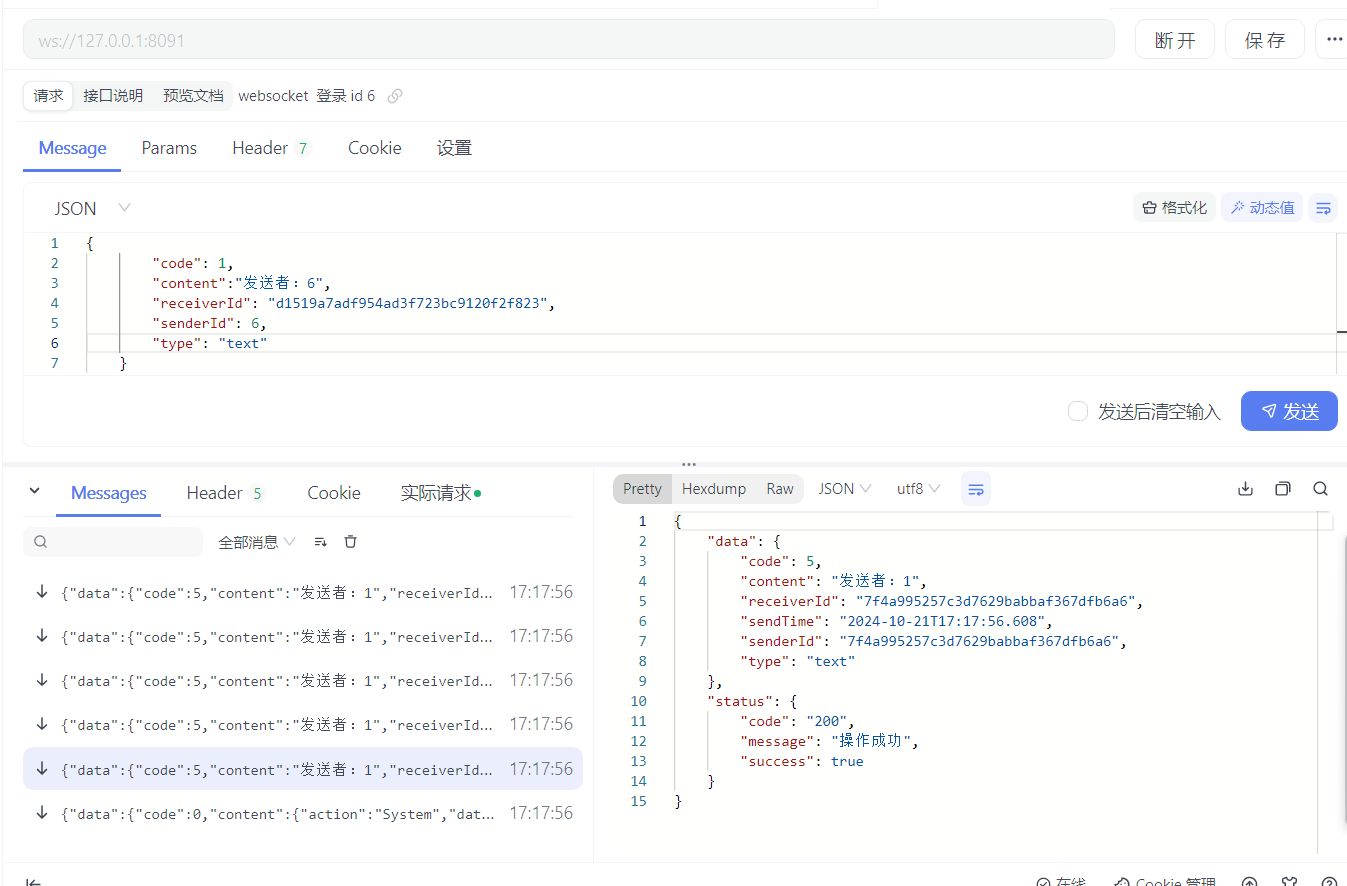 ws://127.0.0.1:8091
断开 保存
请求 接口说明 预览文档 websocket 登录 id 6
Message Params Header 7 Cookie 设置
JSON 格式化 动态值
1 {
2 "code": 1,
3 "content":"发送者：6",
4 "receiverId": "d1519a7adf954ad3f723bc9120f2f823",
5 "senderId": 6,
6 "type": "text"
7 }
发送后清空输入 发送
Messages Header 5 Cookie 实际请求
全部消息
{"data":{"code":5,"content":"发送者：1","receiverId... 17:17:56
{"data":{"code":5,"content":"发送者：1","receiverId... 17:17:56
{"data":{"code":5,"content":"发送者：1","receiverId... 17:17:56
{"data":{"code":5,"content":"发送者：1","receiverId... 17:17:56
{"data":{"code":5,"content":"发送者：1","receiverId... 17:17:56
{"data":{"code":0,"content":{"action":"System","dat... 17:17:56
Pretty Hexdump Raw JSON utf8
1 {
2 "data": {
3 "code": 5,
4 "content": "发送者：1",
5 "receiverId": "7f4a995257c3d7629babbaf367dfb6a6",
6 "sendTime": "2024-10-21T17:17:56.608",
7 "senderId": "7f4a995257c3d7629babbaf367dfb6a6",
8 "type": "text"
9 },
10 "status": {
11 "code": "200",
12 "message": "操作成功",
13 "success": true
14 }
15 }
在线 Cookie 管理